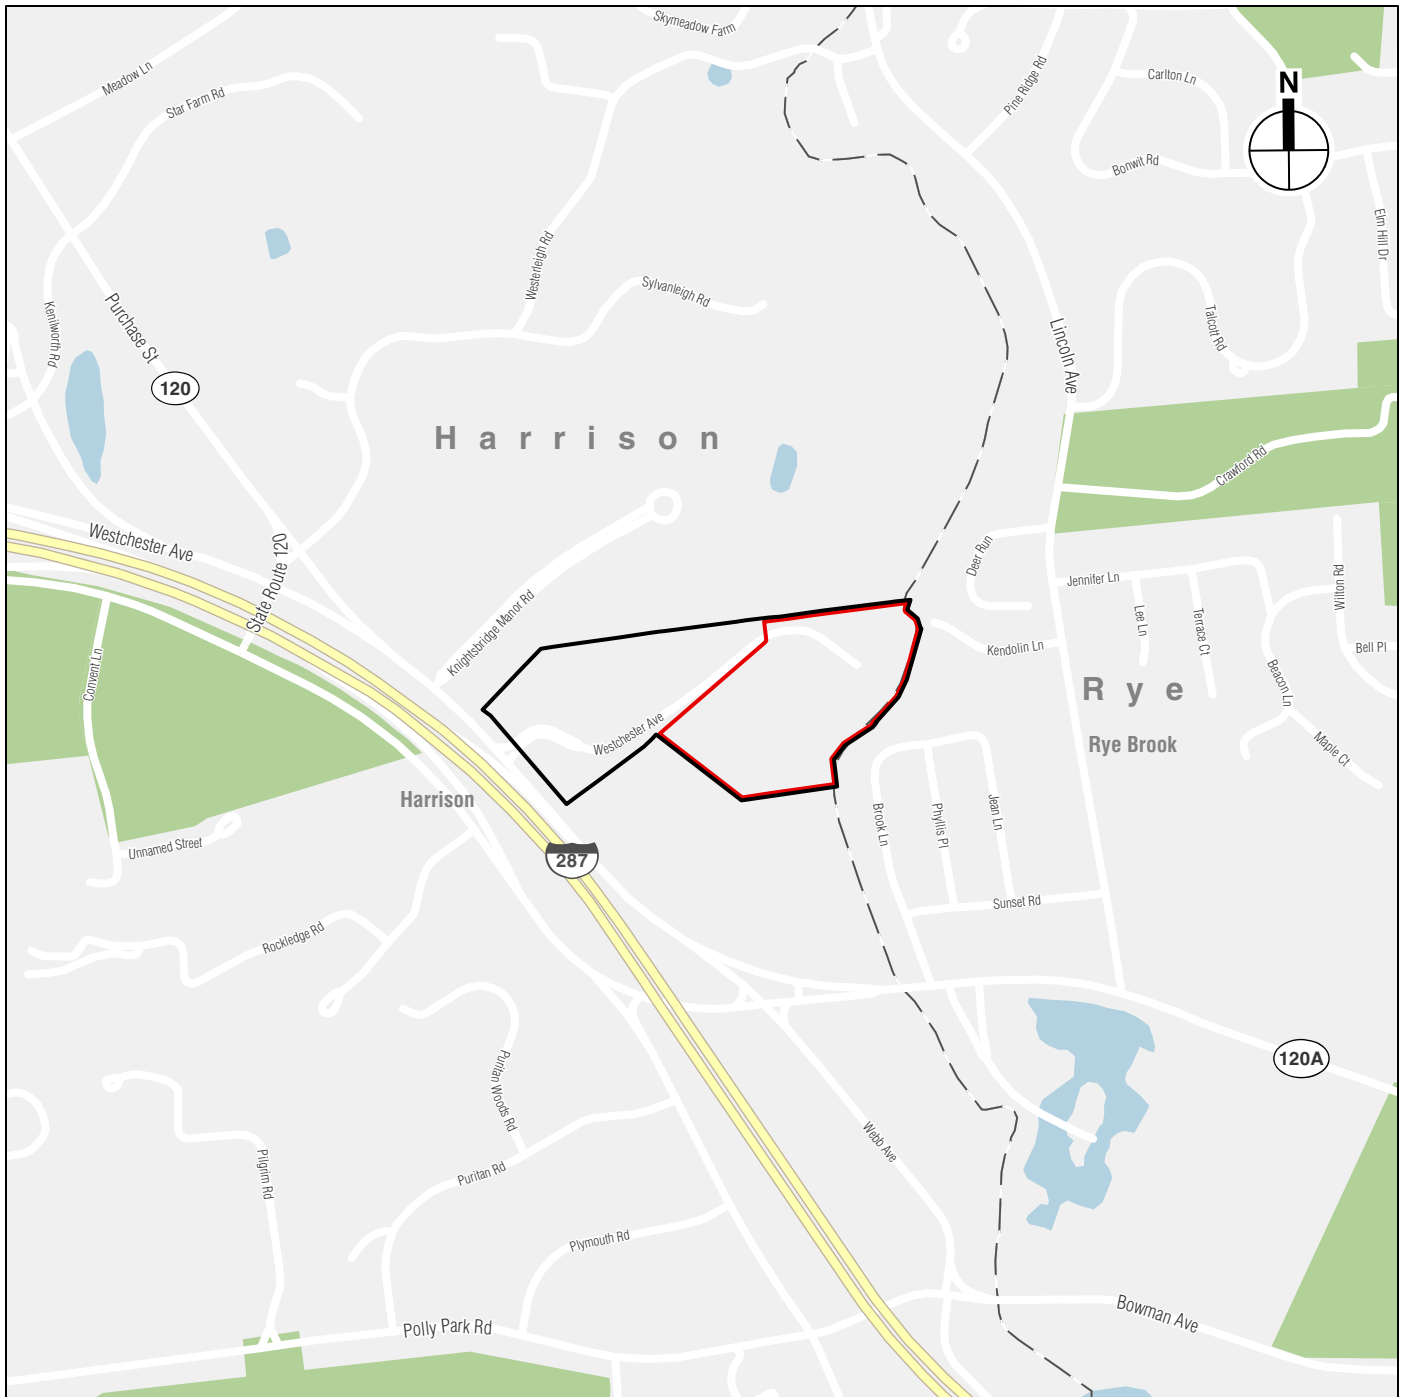 Skymeadow Farm
Meadow Ln
Star Farm Rd
Pine Ridge Rd
Carlton Ln
N
Bonwit Rd
Elm Hill Dr
Westerleigh Rd
Sylvanleigh Rd
Kenilworth Rd
Purchase St
120
Lincoln Ave
Talcott Rd
Harrison
Crawford Rd
Westchester Ave
State Route 120
Deer Run
Jennifer Ln
Wilton Rd
Knightsbridge Manor Rd
Lee Ln
Terrace Ct
Kendolin Ln
Bell Pl
Convent Ln
Rye
Beacon Ln
Westchester Ave
Rye Brook
Maple Ct
Harrison
Brook Ln
Phyllis Pl
Jean Ln
Unnamed Street
287
Sunset Rd
Rockledge Rd
120A
Puritan Woods Rd
Webb Ave
Pilgrim Rd
Puritan Rd
Plymouth Rd
Bowman Ave
Polly Park Rd